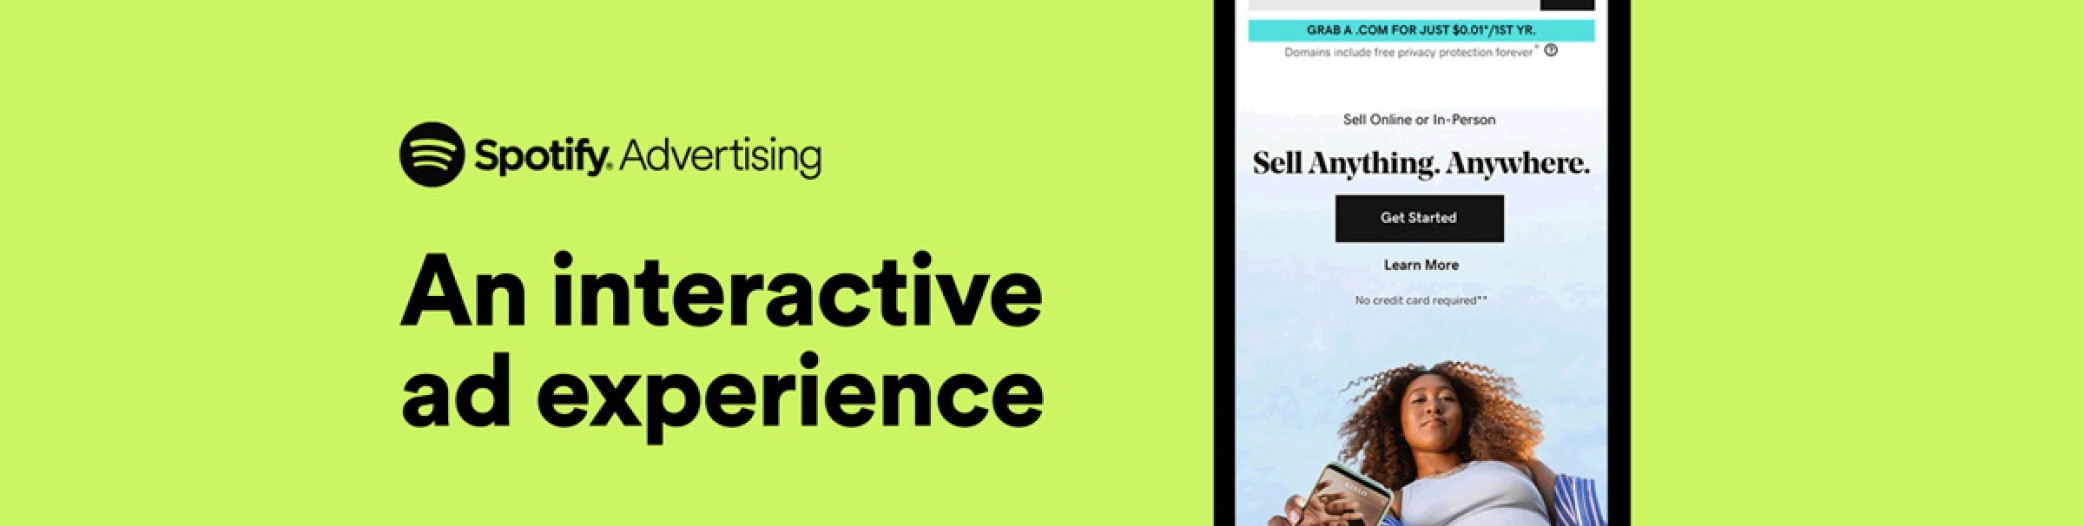 Spotify® Advertising
An interactive
ad experience
GRAB A .COM FOR JUST $0.01*/1ST YR.
Domains include free privacy protection forever* ?
Sell Online or In-Person
Sell Anything. Anywhere.
Get Started
Learn More
No credit card required**